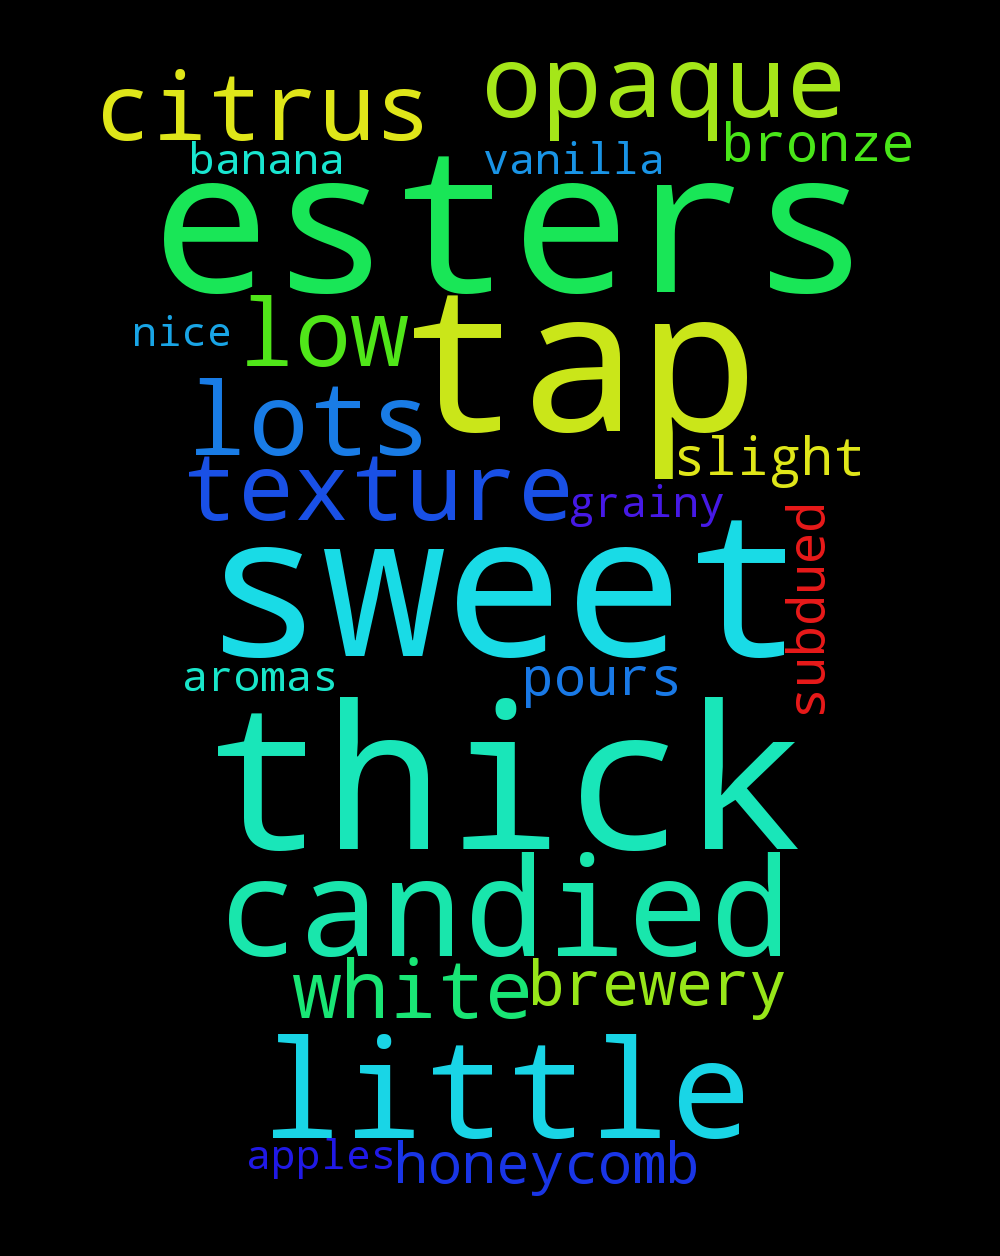 citrus opaque
banana vanilla bronze
esters
nice low tap
lots slight
texture grainy
sweet subdued
aromas pours
thick
candied
white brewery
little
apples honeycomb